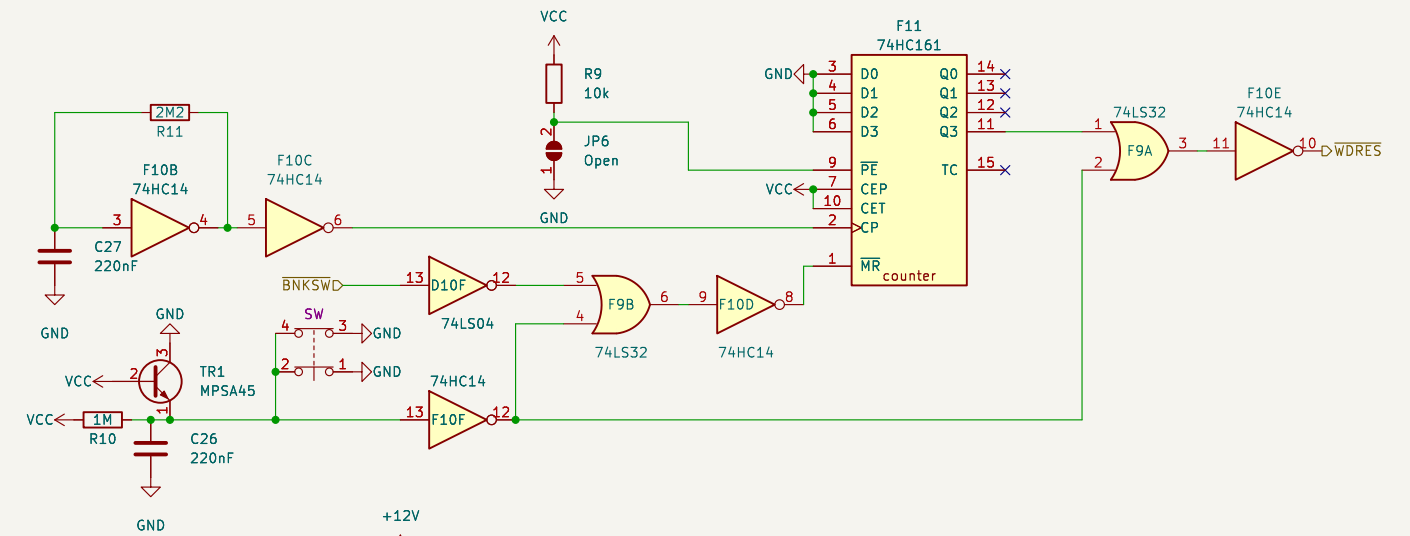 VCC
F11
74HC161
R9
10k
GND
3 D0 Q0 14
4 D1 Q1 13
5 D2 Q2 12
6 D3 Q3 11
F10E
74HC14
2M2
R11
74LS32
1
F9A
3
11
10
WDRES
2
2
JP6
Open
1
F10B
74HC14
F10C
74HC14
9 PE TC 15
VCC
7 CEP
10 CET
2 CP
GND
3
4
5
6
C27
220nF
1 MR
counter
GND
BNKSW
13
D10F
12
74LS04
5
4
F9B
6
74LS32
9
F10D
8
74HC14
GND
SW
4
3
GND
2
1
GND
3
VCC
2
TR1
MPSA45
1
74HC14
13
F10F
12
VCC
1M
R10
C26
220nF
GND
+12V